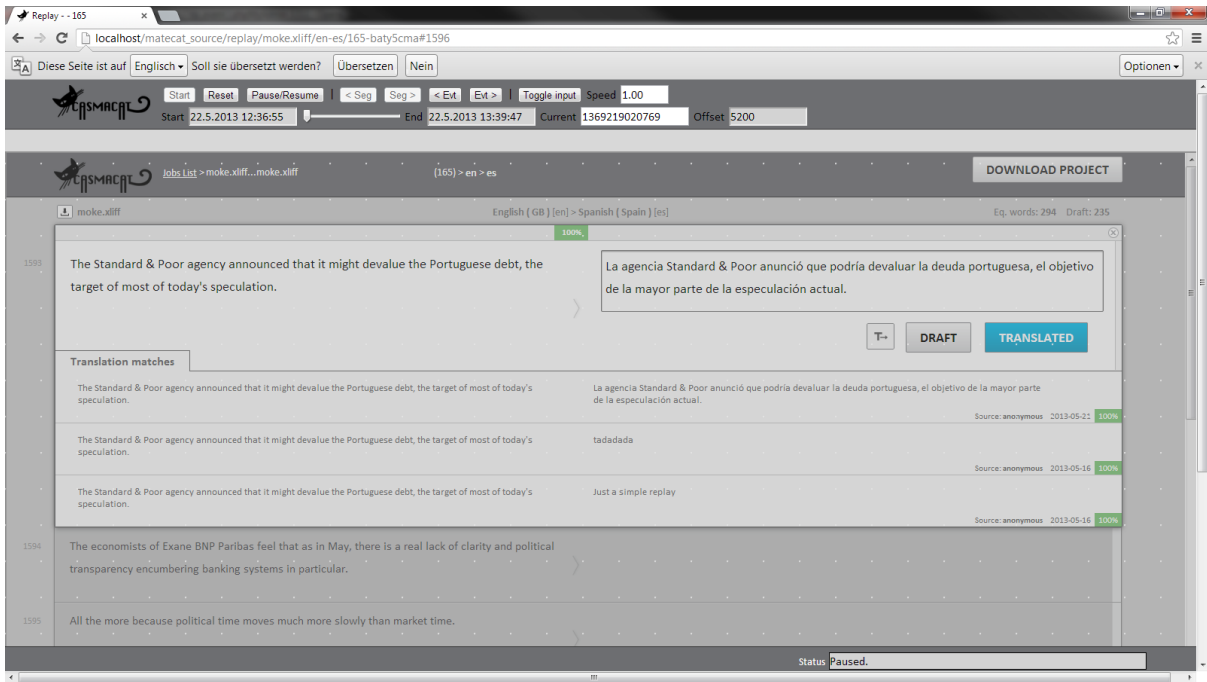 Replay - - 165
localhost/matecat_source/replay/moke.xliff/en-es/165-baty5cma#1596
Diese Seite ist auf Englisch Soll sie übersetzt werden? Übersetzen Nein Optionen
CASMACAT Start Reset Pause/Resume | < Seg Seg > < Evt Evt > | Toggle input Speed 1.00
Start 22.5.2013 12:36:55 End 22.5.2013 13:39:47 Current 1369219020769 Offset 5200
CASMACAT Jobs List > moke.xliff...moke.xliff (165) > en > es DOWNLOAD PROJECT
moke.xliff English ( GB ) [en] > Spanish ( Spain ) [es] Eq. words: 294 Draft: 235
100%
1593
The Standard & Poor agency announced that it might devalue the Portuguese debt, the
target of most of today's speculation.
La agencia Standard & Poor anunció que podría devaluar la deuda portuguesa, el objetivo
de la mayor parte de la especulación actual.
T→ DRAFT TRANSLATED
Translation matches
The Standard & Poor agency announced that it might devalue the Portuguese debt, the target of most of today's
speculation.
La agencia Standard & Poor anunció que podría devaluar la deuda portuguesa, el objetivo de la mayor parte
de la especulación actual.
Source: anonymous 2013-05-21 100%
The Standard & Poor agency announced that it might devalue the Portuguese debt, the target of most of today's
speculation.
tadadada
Source: anonymous 2013-05-16 100%
The Standard & Poor agency announced that it might devalue the Portuguese debt, the target of most of today's
speculation.
Just a simple replay
Source: anonymous 2013-05-16 100%
1594
The economists of Exane BNP Paribas feel that as in May, there is a real lack of clarity and political
transparency encumbering banking systems in particular.
1595
All the more because political time moves much more slowly than market time.
Status Paused.